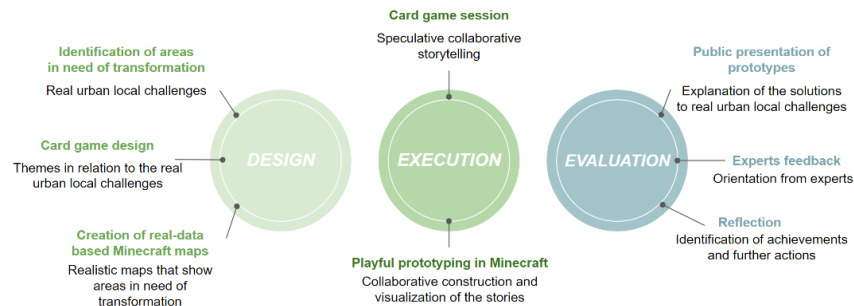 Identification of areas
in need of transformation
Real urban local challenges
Card game design
Themes in relation to the real
urban local challenges
Creation of real-data
based Minecraft maps
Realistic maps that show
areas in need of
transformation
DESIGN
Card game session
Speculative collaborative
storytelling
EXECUTION
Playful prototyping in Minecraft
Collaborative construction and
visualization of the stories
EVALUATION
Public presentation of
prototypes
Explanation of the solutions
to real urban local challenges
Experts feedback
Orientation from experts
Reflection
Identification of achievements
and further actions